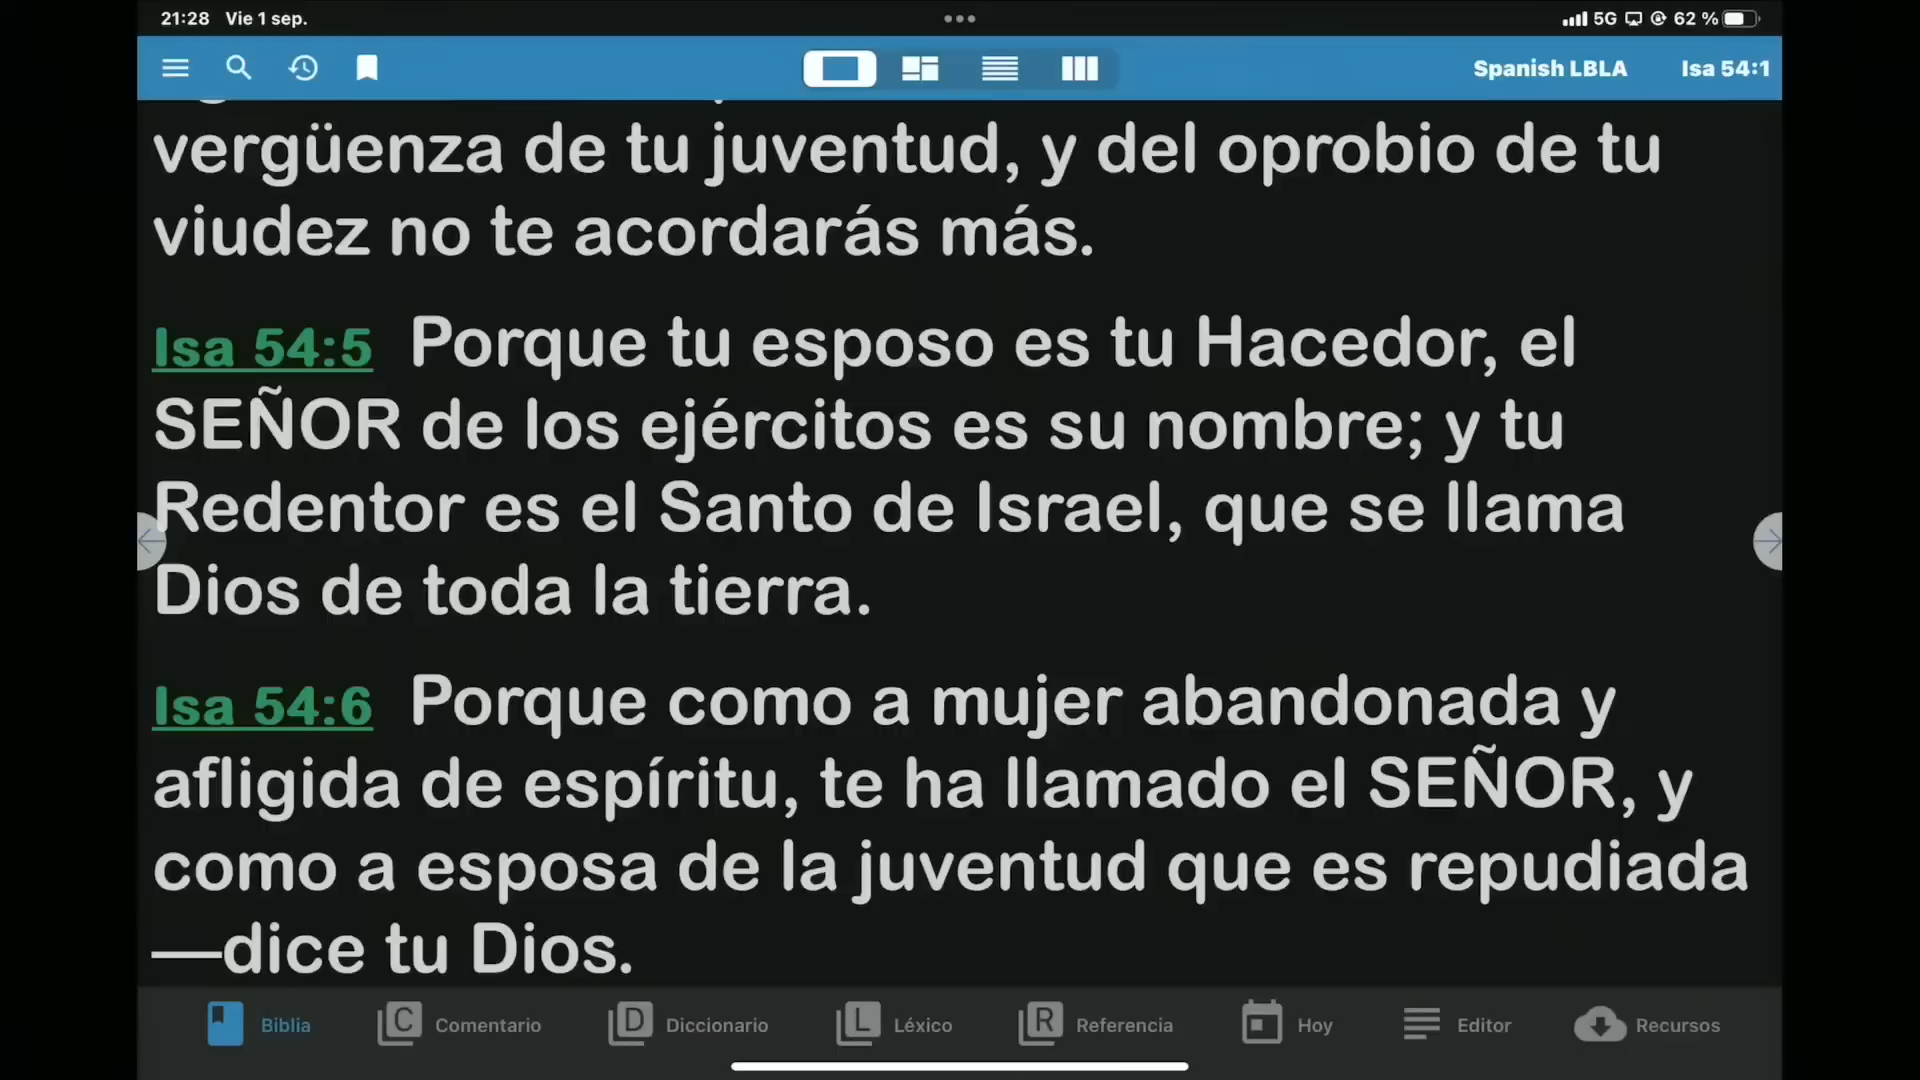 21:28 Vie 1 sep.
5G 62 %
Spanish LBLA Isa 54:1
vergüenza de tu juventud, y del oprobio de tu
viudez no te acordarás más.
Isa 54:5 Porque tu esposo es tu Hacedor, el
SEÑOR de los ejércitos es su nombre; y tu
Redentor es el Santo de Israel, que se llama
Dios de toda la tierra.
Isa 54:6 Porque como a mujer abandonada y
afligida de espíritu, te ha llamado el SEÑOR, y
como a esposa de la juventud que es repudiada
—dice tu Dios.
Biblia C Comentario D Diccionario L Léxico R Referencia Hoy Editor Recursos